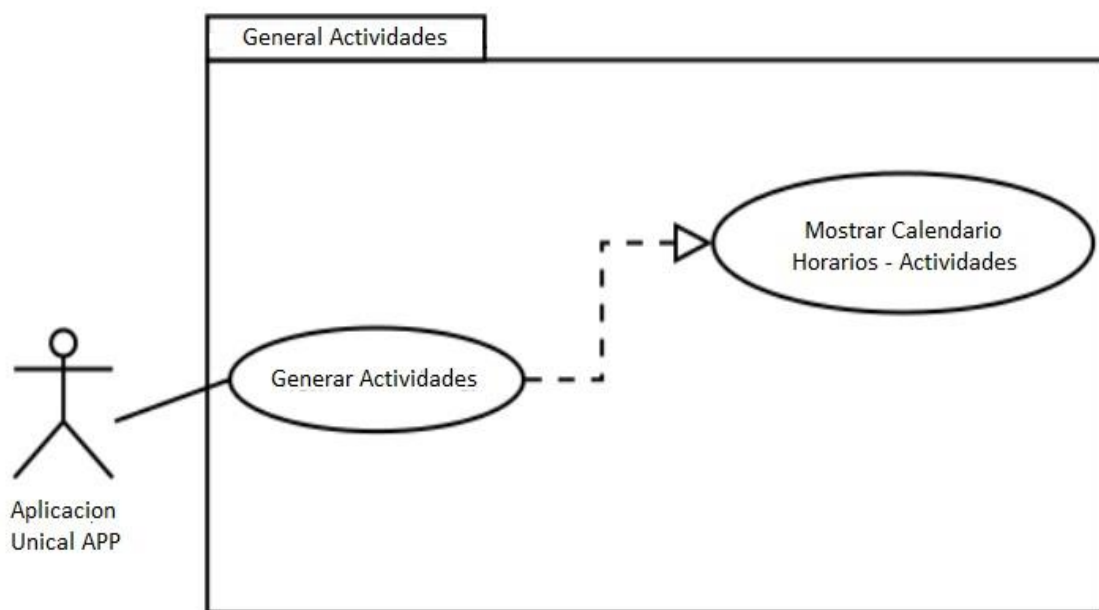 General Actividades
Mostrar Calendario
Horarios - Actividades
Generar Actividades
Aplicacion
Unical APP